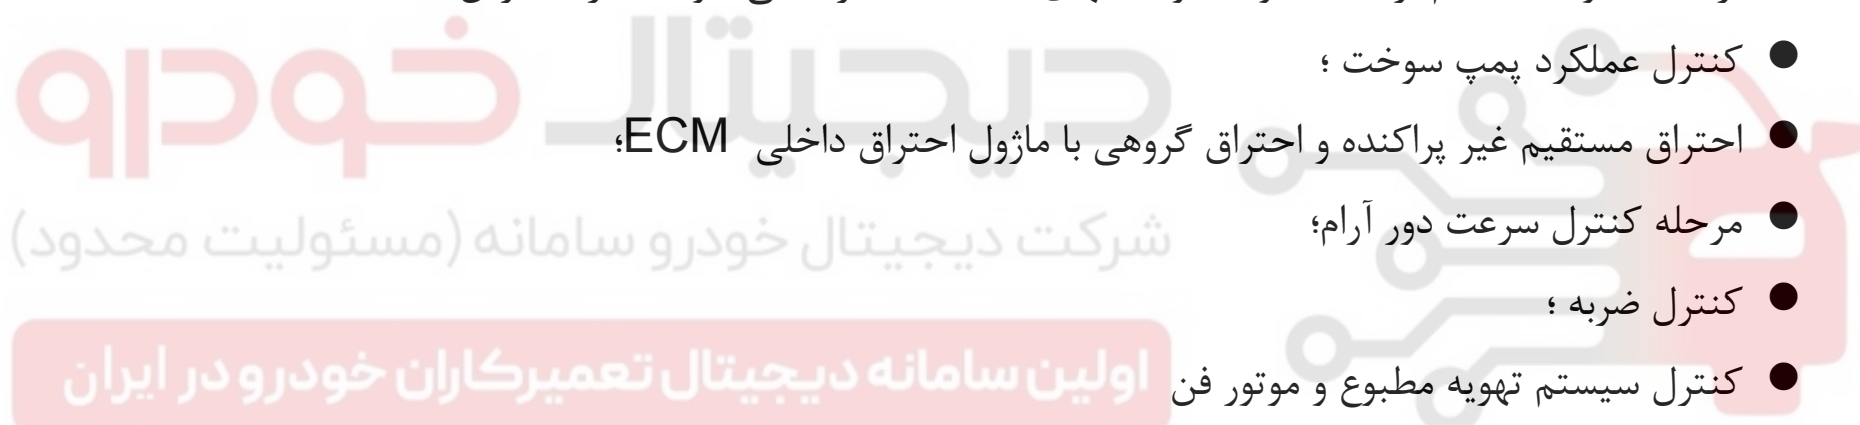 ● کنترل عملکرد پمپ سوخت ؛
● احتراق مستقیم غیر پراکنده و احتراق گروهی با ماژول احتراق داخلی ECM؛
● مرحله کنترل سرعت دور آرام؛
● کنترل ضربه ؛
● کنترل سیستم تهویه مطبوع و موتور فن
دیجیتال خودرو
شرکت دیجیتال خودرو سامانه (مسئولیت محدود)
اولین سامانه دیجیتال تعمیرکاران خودرو در ایران